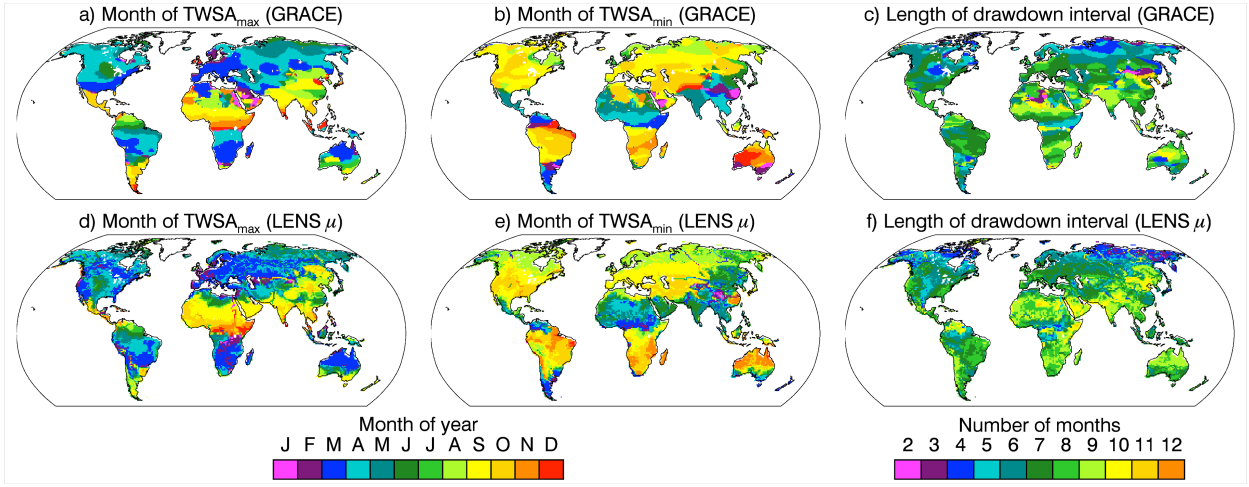 a) Month of TWSAmax (GRACE)
b) Month of TWSAmin (GRACE)
c) Length of drawdown interval (GRACE)
d) Month of TWSAmax (LENS μ)
e) Month of TWSAmin (LENS μ)
f) Length of drawdown interval (LENS μ)
Month of year
J F M A M J J A S O N D
Number of months
2 3 4 5 6 7 8 9 10 11 12